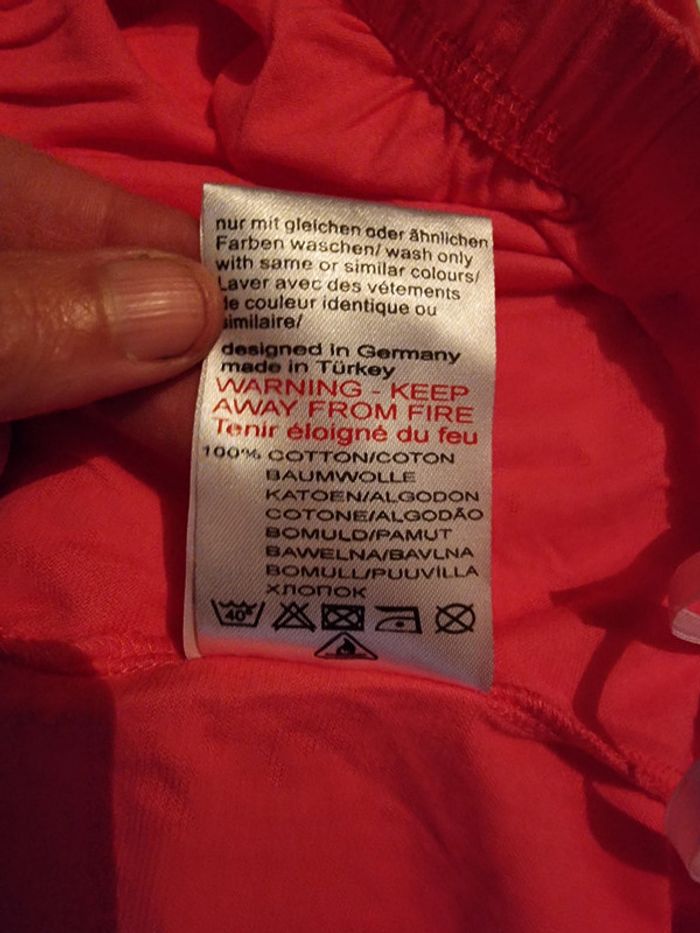 nur mit gleichen oder ähnlichen
Farben waschen/ wash only
with same or similar colours/
Laver avec des vétements
de couleur identique ou
similaire/
designed in Germany
made in Türkey
WARNING - KEEP
AWAY FROM FIRE
Tenir éloigné du feu
100% COTTON/COTON
BAUMWOLLE
KATOEN/ALGODON
COTONE/ALGODÃO
BOMULD/PAMUT
BAWELNA/BAVLNA
BOMULL/PUUVILLA
ХЛОПОК
40°